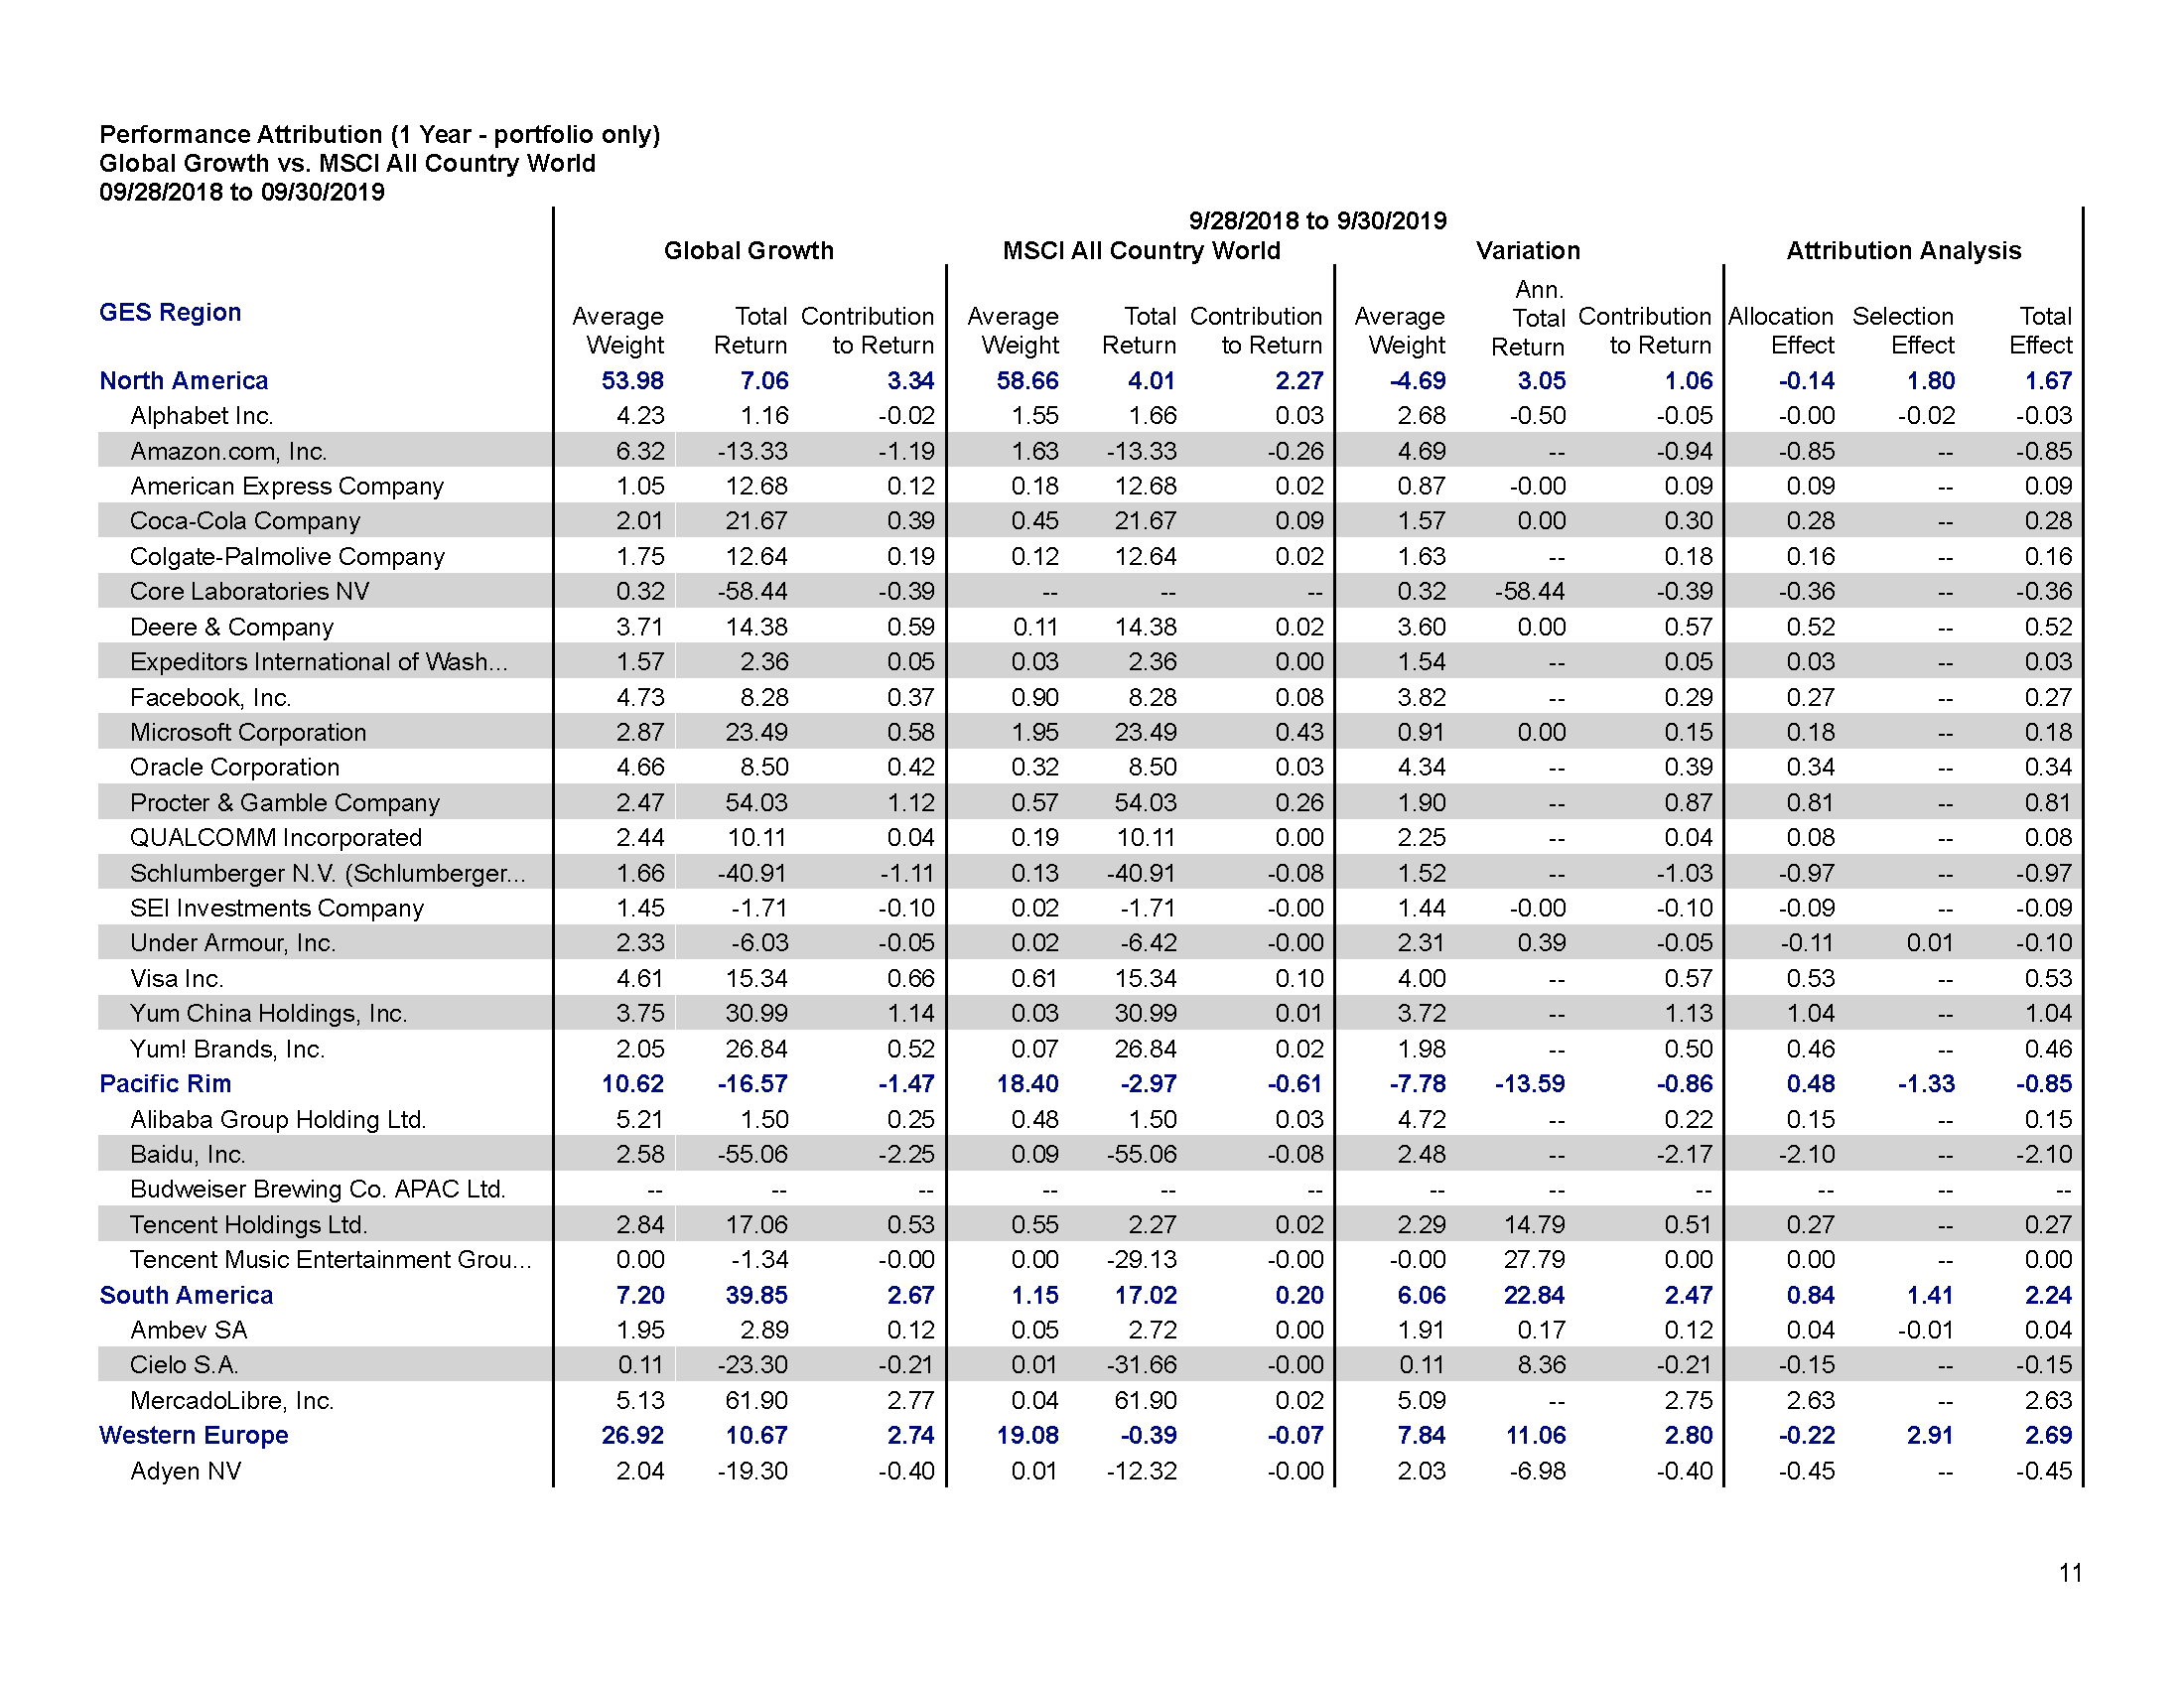 Performance Attribution (1 Year - portfolio only)
Global Growth vs. MSCI All Country World
09/28/2018 to 09/30/2019
9/28/2018 to 9/30/2019
Global Growth MSCI All Country World Variation Attribution Analysis
GES Region Average Weight Total Return Contribution to Return Average Weight Total Return Contribution to Return Average Weight Ann. Total Return Contribution to Return Allocation Effect Selection Effect Total Effect
North America 53.98 7.06 3.34 58.66 4.01 2.27 -4.69 3.05 1.06 -0.14 1.80 1.67
Alphabet Inc. 4.23 1.16 -0.02 1.55 1.66 0.03 2.68 -0.50 -0.05 -0.00 -0.02 -0.03
Amazon.com, Inc. 6.32 -13.33 -1.19 1.63 -13.33 -0.26 4.69 -- -0.94 -0.85 -- -0.85
American Express Company 1.05 12.68 0.12 0.18 12.68 0.02 0.87 -0.00 0.09 0.09 -- 0.09
Coca-Cola Company 2.01 21.67 0.39 0.45 21.67 0.09 1.57 0.00 0.30 0.28 -- 0.28
Colgate-Palmolive Company 1.75 12.64 0.19 0.12 12.64 0.02 1.63 -- 0.18 0.16 -- 0.16
Core Laboratories NV 0.32 -58.44 -0.39 -- -- -- 0.32 -58.44 -0.39 -0.36 -- -0.36
Deere & Company 3.71 14.38 0.59 0.11 14.38 0.02 3.60 0.00 0.57 0.52 -- 0.52
Expeditors International of Wash... 1.57 2.36 0.05 0.03 2.36 0.00 1.54 -- 0.05 0.03 -- 0.03
Facebook, Inc. 4.73 8.28 0.37 0.90 8.28 0.08 3.82 -- 0.29 0.27 -- 0.27
Microsoft Corporation 2.87 23.49 0.58 1.95 23.49 0.43 0.91 0.00 0.15 0.18 -- 0.18
Oracle Corporation 4.66 8.50 0.42 0.32 8.50 0.03 4.34 -- 0.39 0.34 -- 0.34
Procter & Gamble Company 2.47 54.03 1.12 0.57 54.03 0.26 1.90 -- 0.87 0.81 -- 0.81
QUALCOMM Incorporated 2.44 10.11 0.04 0.19 10.11 0.00 2.25 -- 0.04 0.08 -- 0.08
Schlumberger N.V. (Schlumberger... 1.66 -40.91 -1.11 0.13 -40.91 -0.08 1.52 -- -1.03 -0.97 -- -0.97
SEI Investments Company 1.45 -1.71 -0.10 0.02 -1.71 -0.00 1.44 -0.00 -0.10 -0.09 -- -0.09
Under Armour, Inc. 2.33 -6.03 -0.05 0.02 -6.42 -0.00 2.31 0.39 -0.05 -0.11 0.01 -0.10
Visa Inc. 4.61 15.34 0.66 0.61 15.34 0.10 4.00 -- 0.57 0.53 -- 0.53
Yum China Holdings, Inc. 3.75 30.99 1.14 0.03 30.99 0.01 3.72 -- 1.13 1.04 -- 1.04
Yum! Brands, Inc. 2.05 26.84 0.52 0.07 26.84 0.02 1.98 -- 0.50 0.46 -- 0.46
Pacific Rim 10.62 -16.57 -1.47 18.40 -2.97 -0.61 -7.78 -13.59 -0.86 0.48 -1.33 -0.85
Alibaba Group Holding Ltd. 5.21 1.50 0.25 0.48 1.50 0.03 4.72 -- 0.22 0.15 -- 0.15
Baidu, Inc. 2.58 -55.06 -2.25 0.09 -55.06 -0.08 2.48 -- -2.17 -2.10 -- -2.10
Budweiser Brewing Co. APAC Ltd. -- -- -- -- -- -- -- -- -- -- -- --
Tencent Holdings Ltd. 2.84 17.06 0.53 0.55 2.27 0.02 2.29 14.79 0.51 0.27 -- 0.27
Tencent Music Entertainment Grou... 0.00 -1.34 -0.00 0.00 -29.13 -0.00 -0.00 27.79 0.00 0.00 -- 0.00
South America 7.20 39.85 2.67 1.15 17.02 0.20 6.06 22.84 2.47 0.84 1.41 2.24
Ambev SA 1.95 2.89 0.12 0.05 2.72 0.00 1.91 0.17 0.12 0.04 -0.01 0.04
Cielo S.A. 0.11 -23.30 -0.21 0.01 -31.66 -0.00 0.11 8.36 -0.21 -0.15 -- -0.15
MercadoLibre, Inc. 5.13 61.90 2.77 0.04 61.90 0.02 5.09 -- 2.75 2.63 -- 2.63
Western Europe 26.92 10.67 2.74 19.08 -0.39 -0.07 7.84 11.06 2.80 -0.22 2.91 2.69
Adyen NV 2.04 -19.30 -0.40 0.01 -12.32 -0.00 2.03 -6.98 -0.40 -0.45 -- -0.45
11